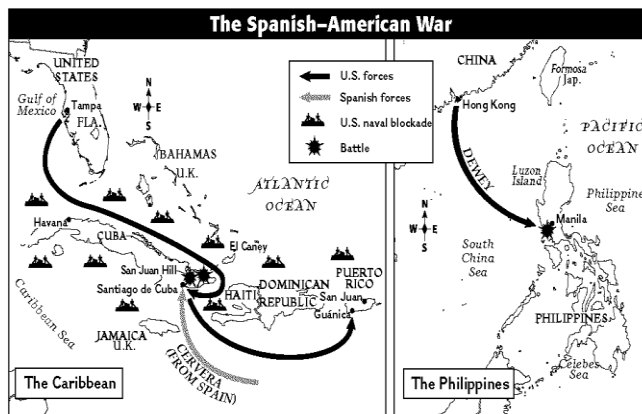 The Spanish–American War
UNITED
STATES
Gulf of
Mexico
Tampa
FLA.
N
W E
S
BAHAMAS
U.K.
ATLANTIC
OCEAN
Havana
CUBA
El Caney
San Juan Hill
Santiago de Cuba
HAITI
DOMINICAN
REPUBLIC
PUERTO
RICO
San Juan
Guánica
JAMAICA
U.K.
Caribbean Sea
CERVERA
(FROM SPAIN)
The Caribbean
U.S. forces
Spanish forces
U.S. naval blockade
Battle
CHINA
Formosa
Jap.
Hong Kong
PACIFIC
OCEAN
DEWEY
Luzon
Island
Philippine
Sea
Manila
N
W E
S
South
China
Sea
PHILIPPINES
Celebes
Sea
The Philippines